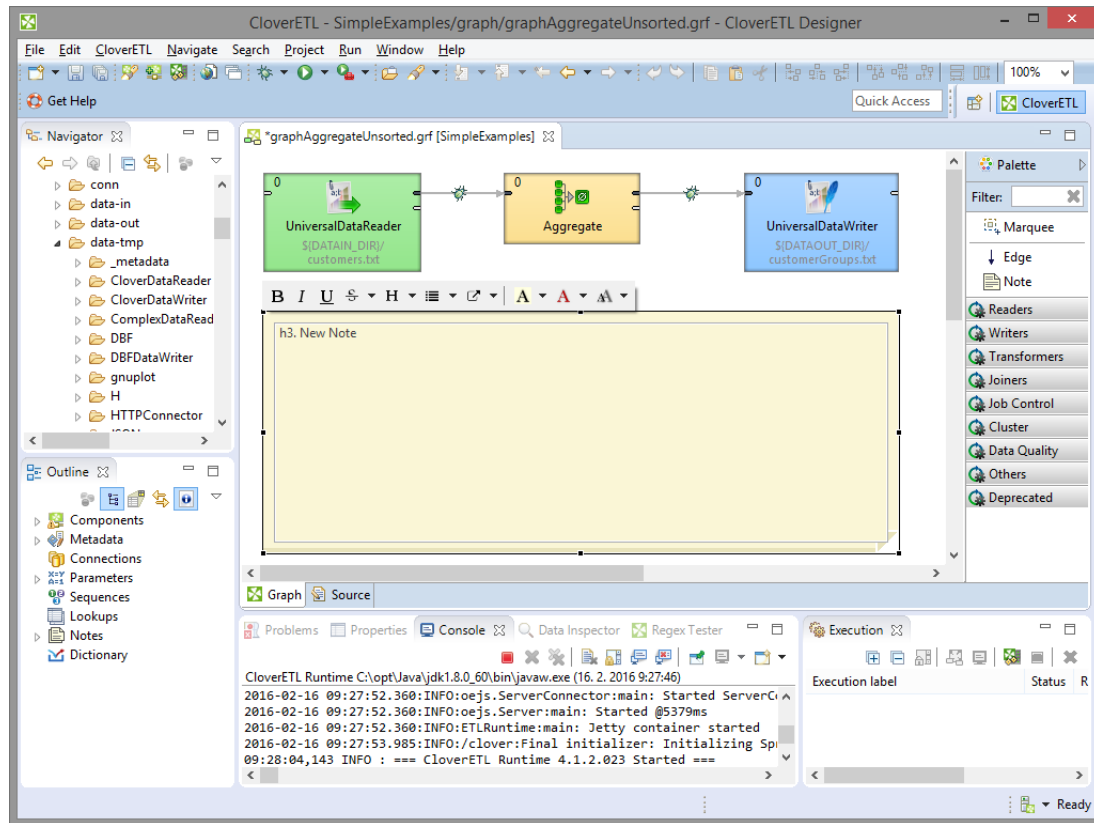 CloverETL - SimpleExamples/graph/graphAggregateUnsorted.grf - CloverETL Designer
File Edit CloverETL Navigate Search Project Run Window Help
100%
Get Help
Quick Access
CloverETL
Navigator
conn
data-in
data-out
data-tmp
_metadata
CloverDataReader
CloverDataWriter
ComplexDataRead
DBF
DBFDataWriter
gnuplot
H
HTTPConnector
*graphAggregateUnsorted.grf [SimpleExamples]
0
UniversalDataReader
${DATAIN_DIR}/
customers.txt
0
Aggregate
0
UniversalDataWriter
${DATAOUT_DIR}/
customerGroups.txt
B I U S H A A A
h3. New Note
Palette
Filter:
Marquee
Edge
Note
Readers
Writers
Transformers
Joiners
Job Control
Cluster
Data Quality
Others
Deprecated
Outline
Components
Metadata
Connections
Parameters
Sequences
Lookups
Notes
Dictionary
Graph Source
Problems Properties Console Data Inspector Regex Tester
CloverETL Runtime C:\opt\Java\jdk1.8.0_60\bin\javaw.exe (16. 2. 2016 9:27:46)
2016-02-16 09:27:52.360:INFO:oejs.ServerConnector:main: Started ServerCo
2016-02-16 09:27:52.360:INFO:oejs.Server:main: Started @5379ms
2016-02-16 09:27:52.360:INFO:ETLRuntime:main: Jetty container started
2016-02-16 09:27:53.985:INFO:/clover:Final initializer: Initializing Spr
09:28:04,143 INFO : === CloverETL Runtime 4.1.2.023 Started ===
Execution
Execution label Status R
Ready